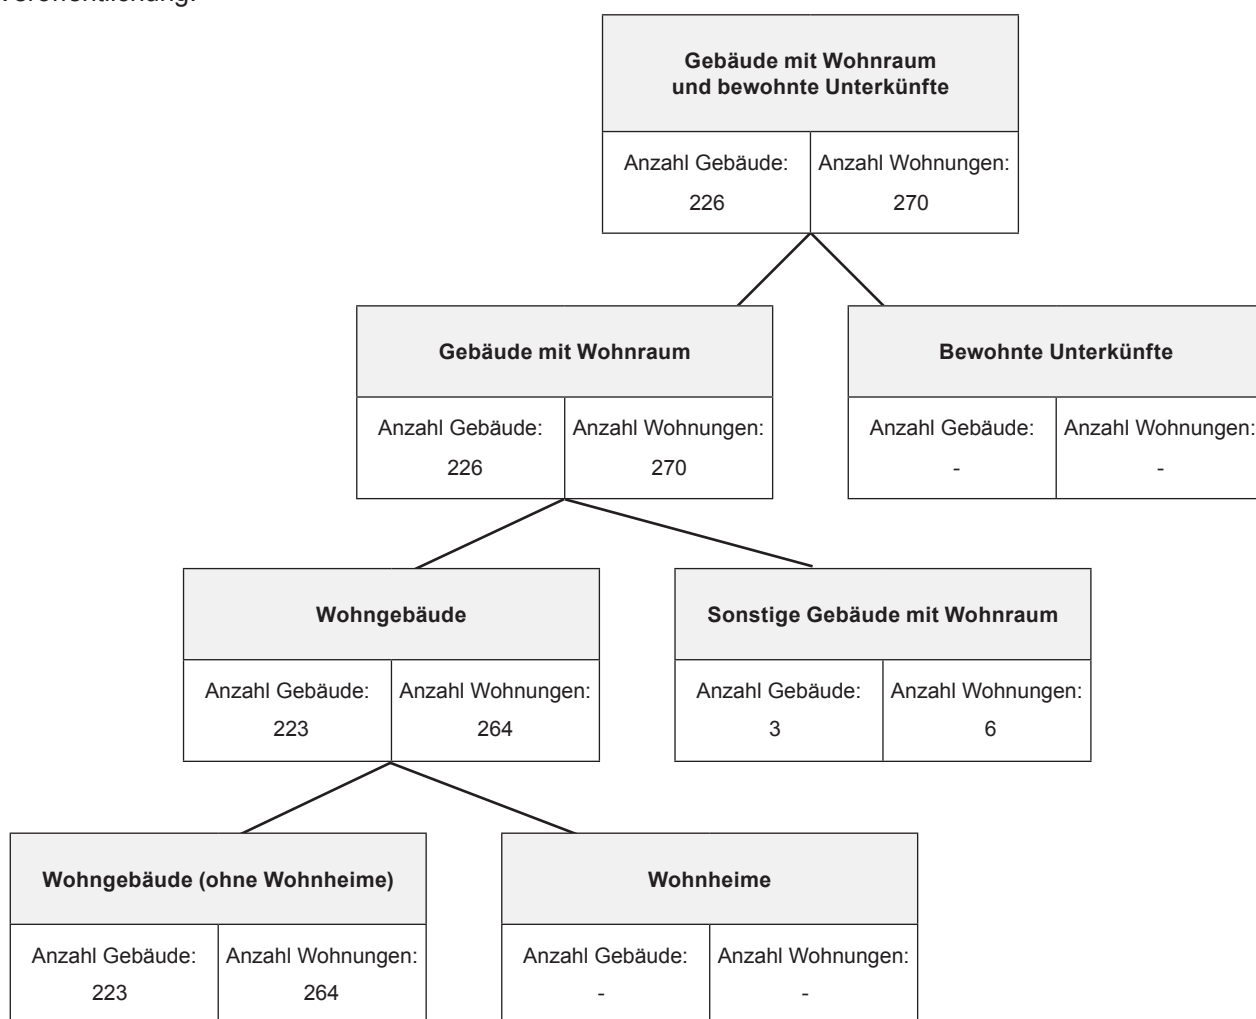 Veröffentlichung.
Gebäude mit Wohnraum
und bewohnte Unterkünfte
Anzahl Gebäude: Anzahl Wohnungen:
226 270
Gebäude mit Wohnraum Bewohnte Unterkünfte
Anzahl Gebäude: Anzahl Wohnungen: Anzahl Gebäude: Anzahl Wohnungen:
226 270 - -
Wohngebäude Sonstige Gebäude mit Wohnraum
Anzahl Gebäude: Anzahl Wohnungen: Anzahl Gebäude: Anzahl Wohnungen:
223 264 3 6
Wohngebäude (ohne Wohnheime) Wohnheime
Anzahl Gebäude: Anzahl Wohnungen: Anzahl Gebäude: Anzahl Wohnungen:
223 264 - -